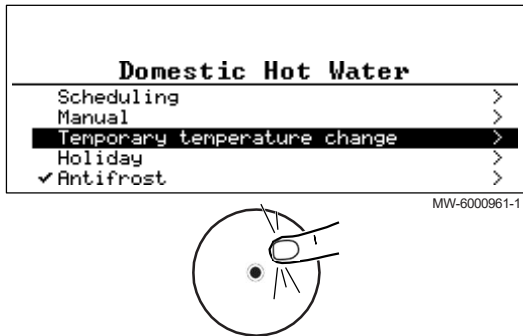 Domestic Hot Water
Scheduling >
Manual >
Temporary temperature change >
Holiday >
✓Antifrost >
MW-6000961-1